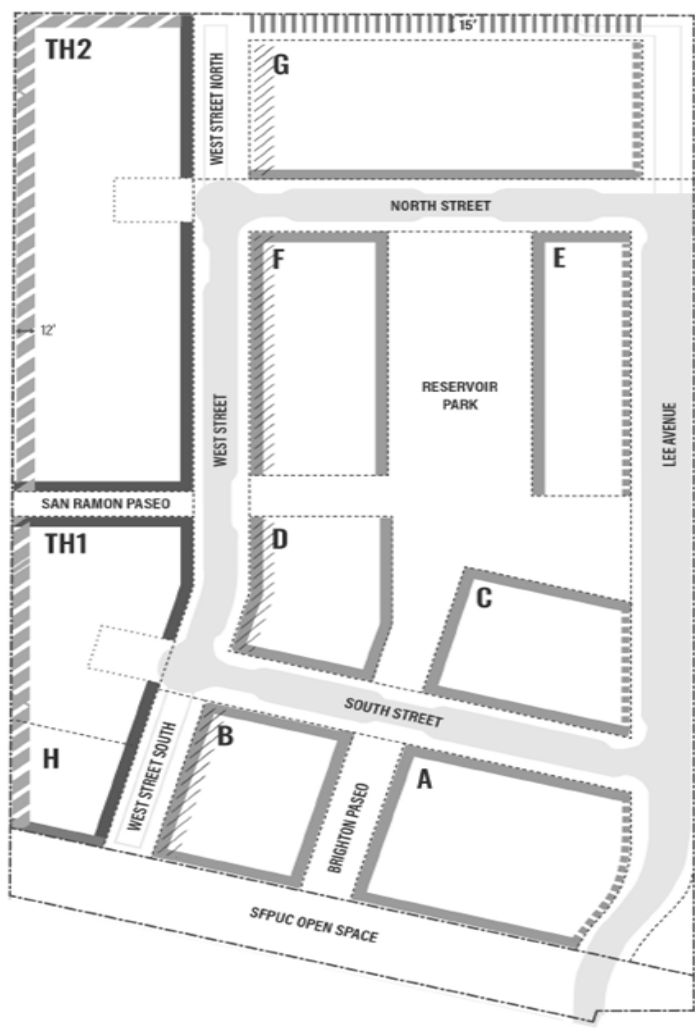 15'
TH2
G
WEST STREET NORTH
NORTH STREET
F
E
12'
RESERVOIR
PARK
WEST STREET
LEE AVENUE
SAN RAMON PASEO
TH1
D
C
SOUTH STREET
H
WEST STREET SOUTH
B
BRIGHTON PASEO
A
SFPUC OPEN SPACE